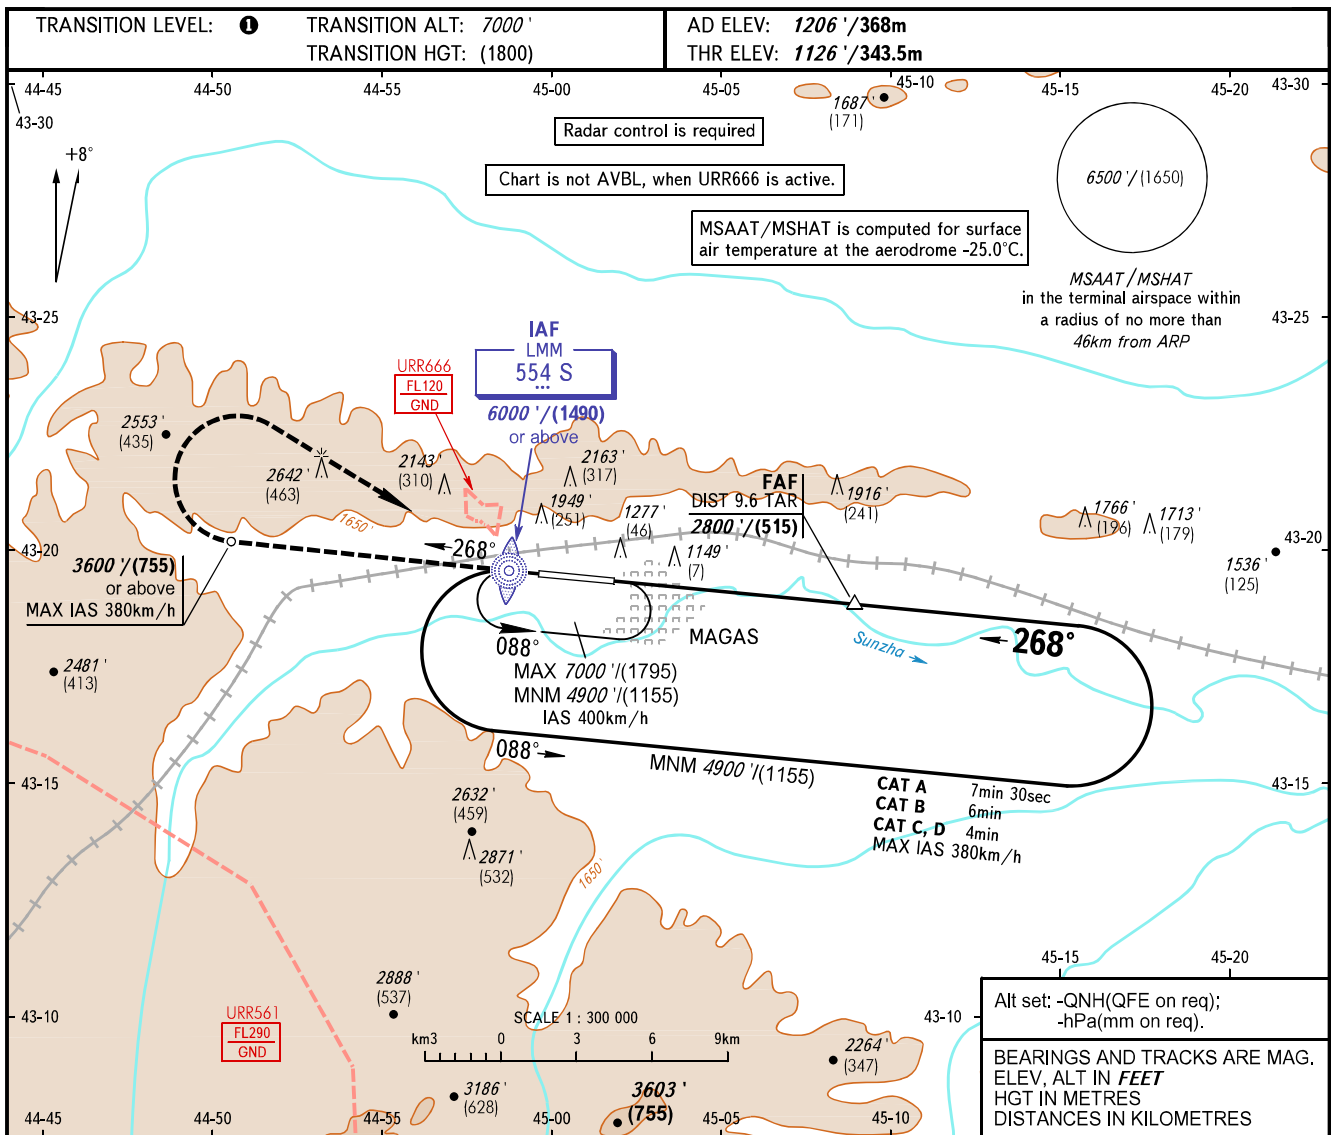 TRANSITION LEVEL: ❶
TRANSITION ALT: 7000 '
TRANSITION HGT: (1800)
AD ELEV: 1206 '/368m
THR ELEV: 1126 '/343.5m
44-45
44-50
44-55
45-00
45-05
45-10
45-15
45-20
43-30
43-30
+8°
1687 '
(171)
Radar control is required
Chart is not AVBL, when URR666 is active.
MSAAT/MSHAT is computed for surface
air temperature at the aerodrome -25.0°C.
6500 '/(1650)
MSAAT/MSHAT
in the terminal airspace within
a radius of no more than
46km from ARP
43-25
43-25
IAF
LMM
554 S
6000 '/(1490)
or above
URR666
FL120
GND
2553 '
(435)
2642 '
(463)
2143 '
(310)
2163 '
(317)
1949 '
(251)
1277 '
(46)
1149 '
(7)
FAF
DIST 9.6 TAR
2800 '/(515)
1916 '
(241)
1766 '
(196)
1713 '
(179)
1536 '
(125)
1650 '
43-20
43-20
268°
3600 '/(755)
or above
MAX IAS 380km/h
088°
MAGAS
Sunzha
268°
MAX 7000 '/(1795)
MNM 4900 '/(1155)
IAS 400km/h
2481 '
(413)
088°
MNM 4900 '/(1155)
43-15
43-15
CAT A 7min 30sec
CAT B 6min
CAT C, D 4min
MAX IAS 380km/h
2632 '
(459)
2871 '
(532)
1650 '
2888 '
(537)
45-15
45-20
43-10
43-10
URR561
FL290
GND
SCALE 1 : 300 000
km3 0 3 6 9km
2264 '
(347)
3186 '
(628)
3603 '
(755)
44-45
44-50
44-55
45-00
45-05
45-10
Alt set: -QNH(QFE on req);
-hPa(mm on req).
BEARINGS AND TRACKS ARE MAG.
ELEV, ALT IN FEET
HGT IN METRES
DISTANCES IN KILOMETRES